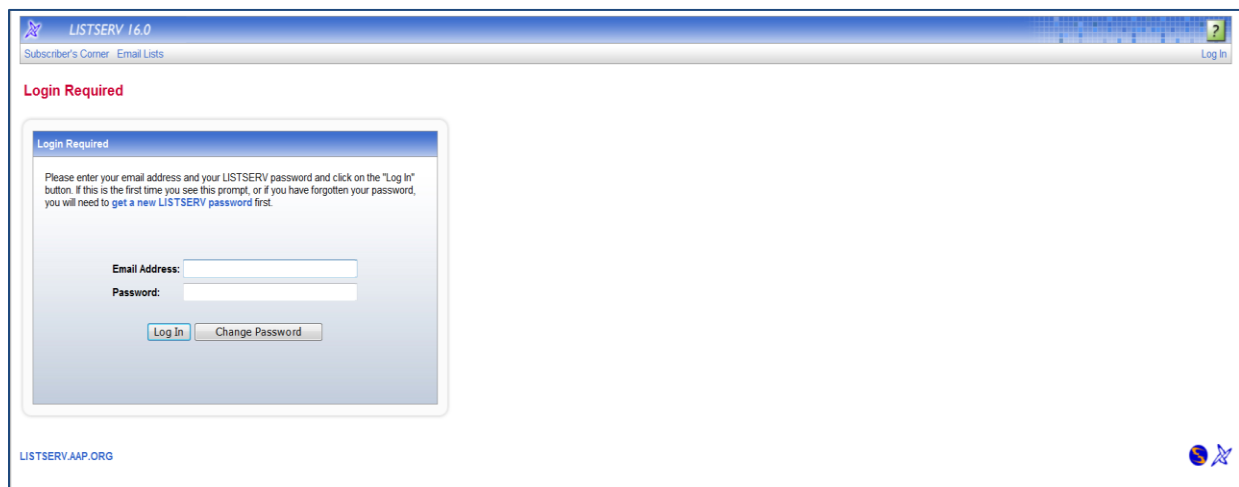 LISTSERV 16.0
?
Subscriber's Corner Email Lists
Log In
Login Required
Login Required
Please enter your email address and your LISTSERV password and click on the "Log In"
button. If this is the first time you see this prompt, or if you have forgotten your password,
you will need to get a new LISTSERV password first.
Email Address:
Password:
Log In Change Password
LISTSERV.AAP.ORG